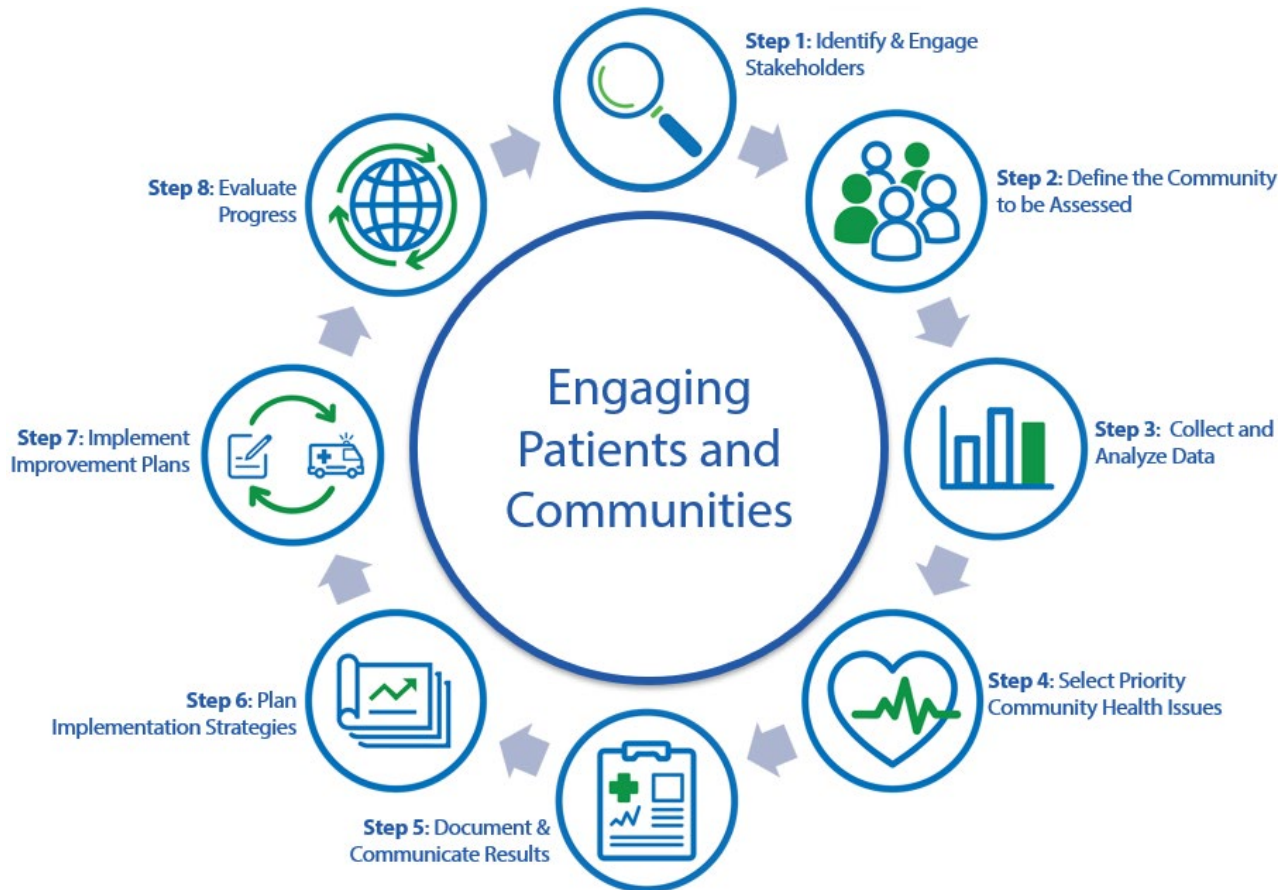 Step 1: Identify & Engage
Stakeholders
Step 2: Define the Community
to be Assessed
Step 3: Collect and
Analyze Data
Step 4: Select Priority
Community Health Issues
Step 5: Document &
Communicate Results
Step 6: Plan
Implementation Strategies
Step 7: Implement
Improvement Plans
Step 8: Evaluate
Progress
Engaging
Patients and
Communities